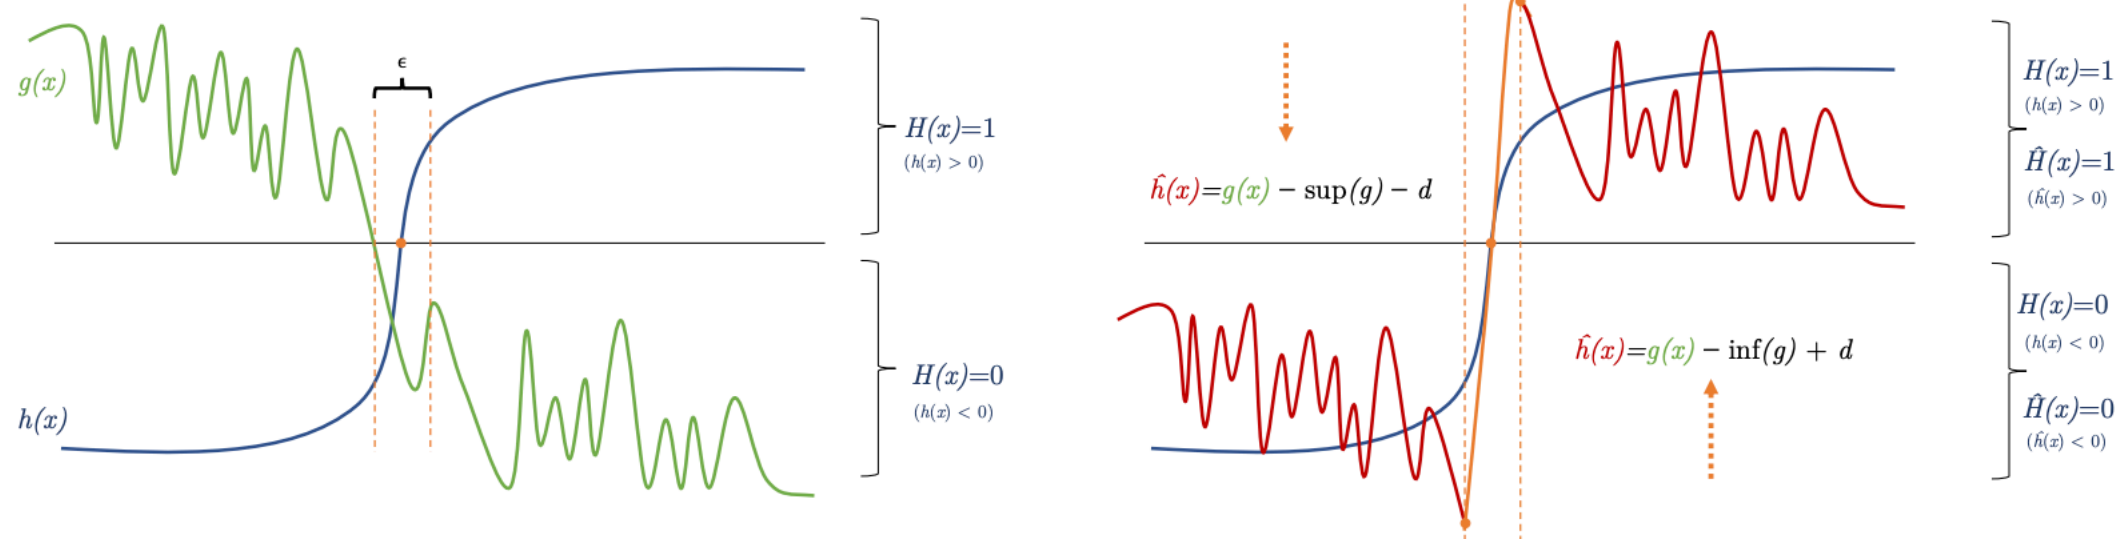 g(x)
ϵ
H(x)=1
(h(x) > 0)
h(x)
H(x)=0
(h(x) < 0)
ĥ(x)=g(x) − sup(g) − d
ĥ(x)=g(x) − inf(g) + d
H(x)=1
(h(x) > 0)
Ĥ(x)=1
(ĥ(x) > 0)
H(x)=0
(h(x) < 0)
Ĥ(x)=0
(ĥ(x) < 0)